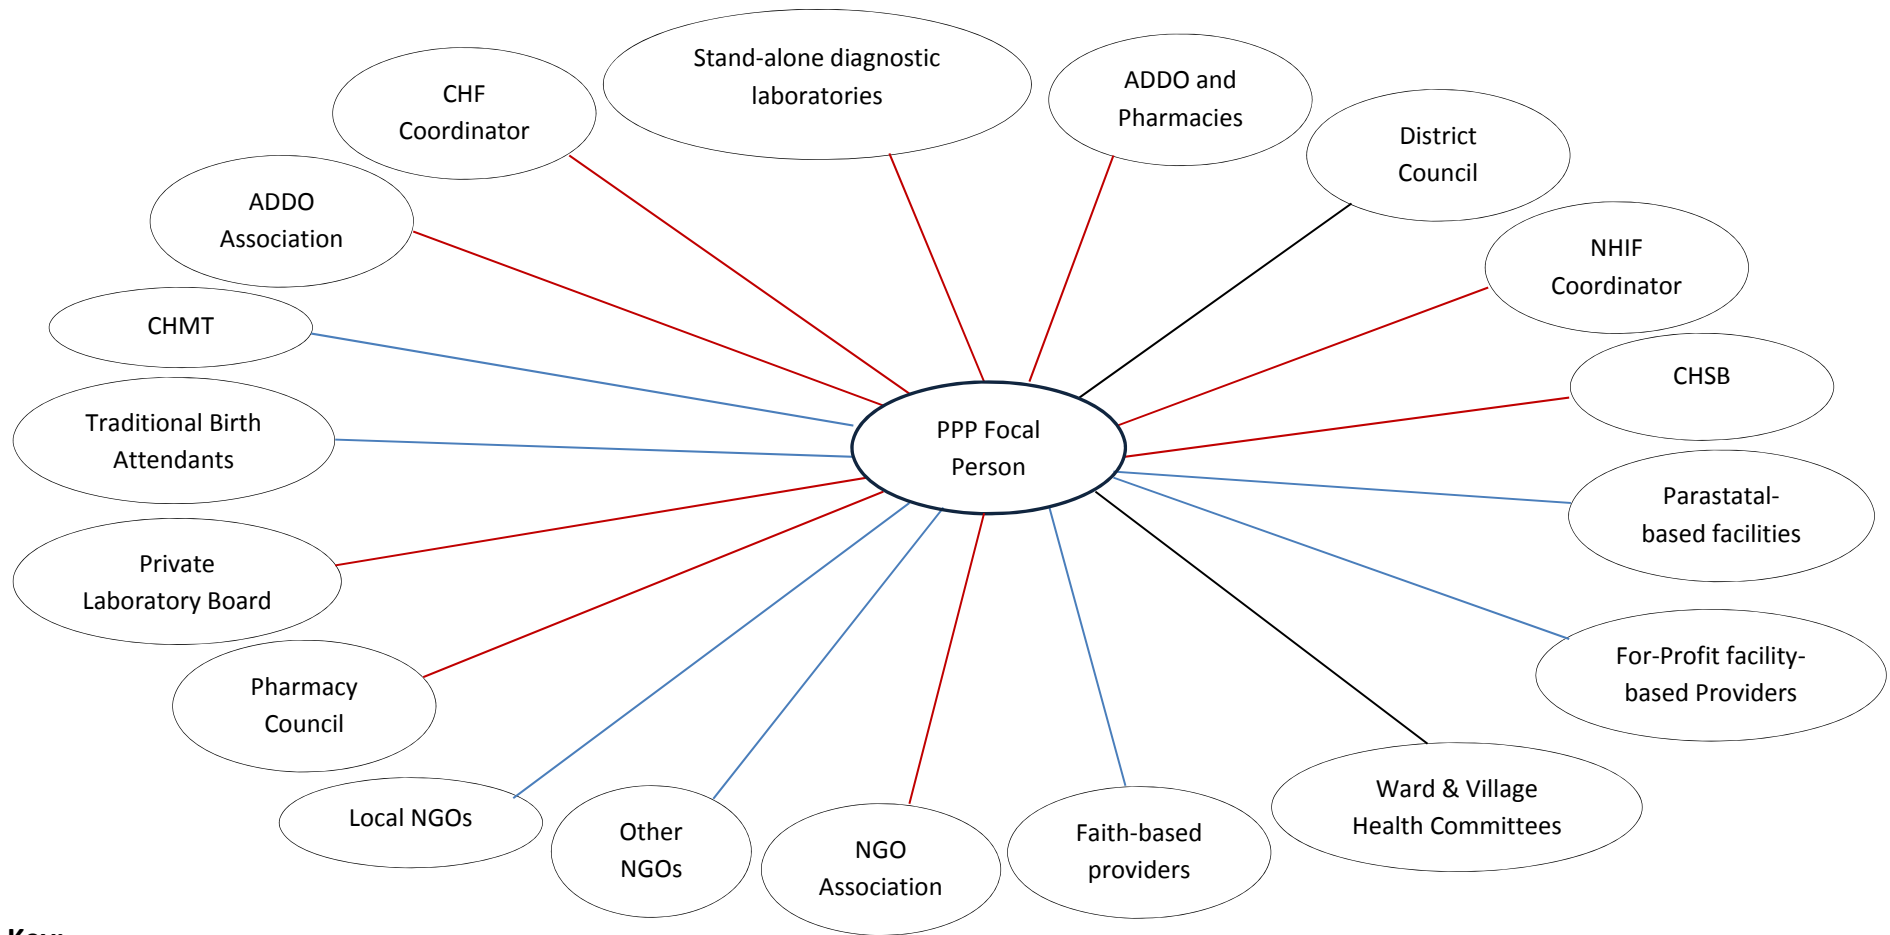 Stand-alone diagnostic
laboratories
ADDO and
Pharmacies
CHF
Coordinator
District
Council
ADDO
Association
NHIF
Coordinator
CHMT
CHSB
Traditional Birth
Attendants
PPP Focal
Person
Parastatal-
based facilities
Private
Laboratory Board
For-Profit facility-
based Providers
Pharmacy
Council
Ward & Village
Health Committees
Local NGOs
Other
NGOs
NGO
Association
Faith-based
providers
Key: